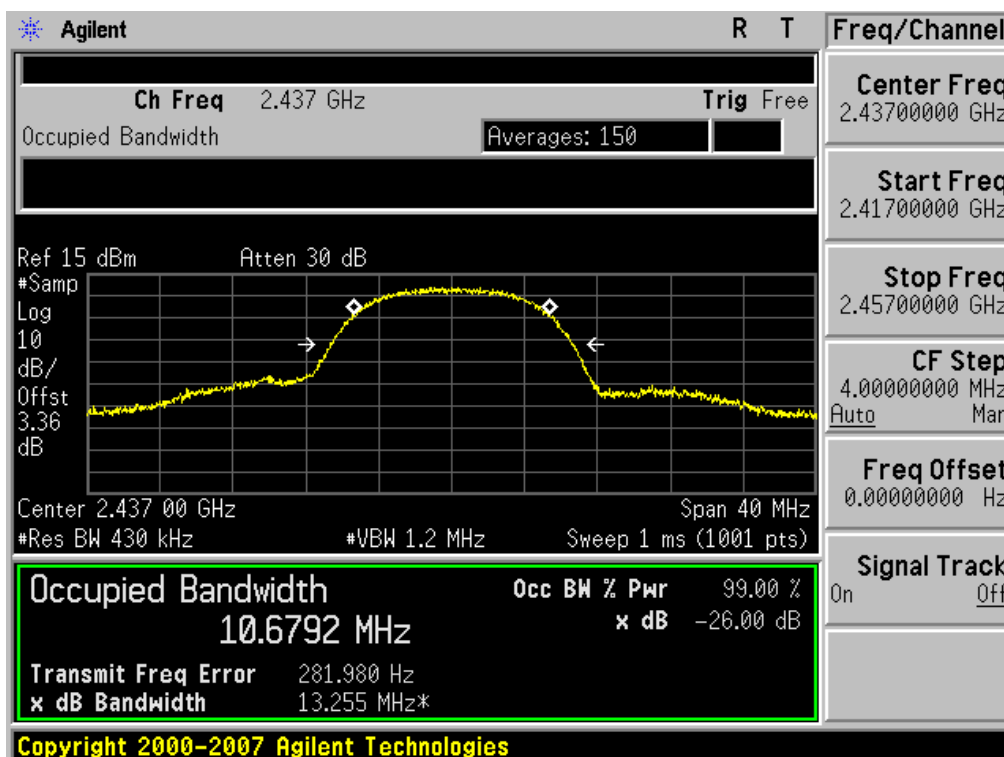 Agilent R T
Freq/Channel
Ch Freq 2.437 GHz Trig Free
Occupied Bandwidth Averages: 150
Center Freq
2.43700000 GHz
Start Freq
2.41700000 GHz
Stop Freq
2.45700000 GHz
CF Step
4.00000000 MHz
Auto Man
Freq Offset
0.00000000 Hz
Signal Track
On Off
Ref 15 dBm Atten 30 dB
#Samp
Log
10
dB/
Offst
3.36
dB
Center 2.437 00 GHz Span 40 MHz
#Res BW 430 kHz #VBW 1.2 MHz Sweep 1 ms (1001 pts)
Occupied Bandwidth Occ BW % Pwr 99.00 %
10.6792 MHz x dB -26.00 dB
Transmit Freq Error 281.980 Hz
x dB Bandwidth 13.255 MHz*
Copyright 2000-2007 Agilent Technologies